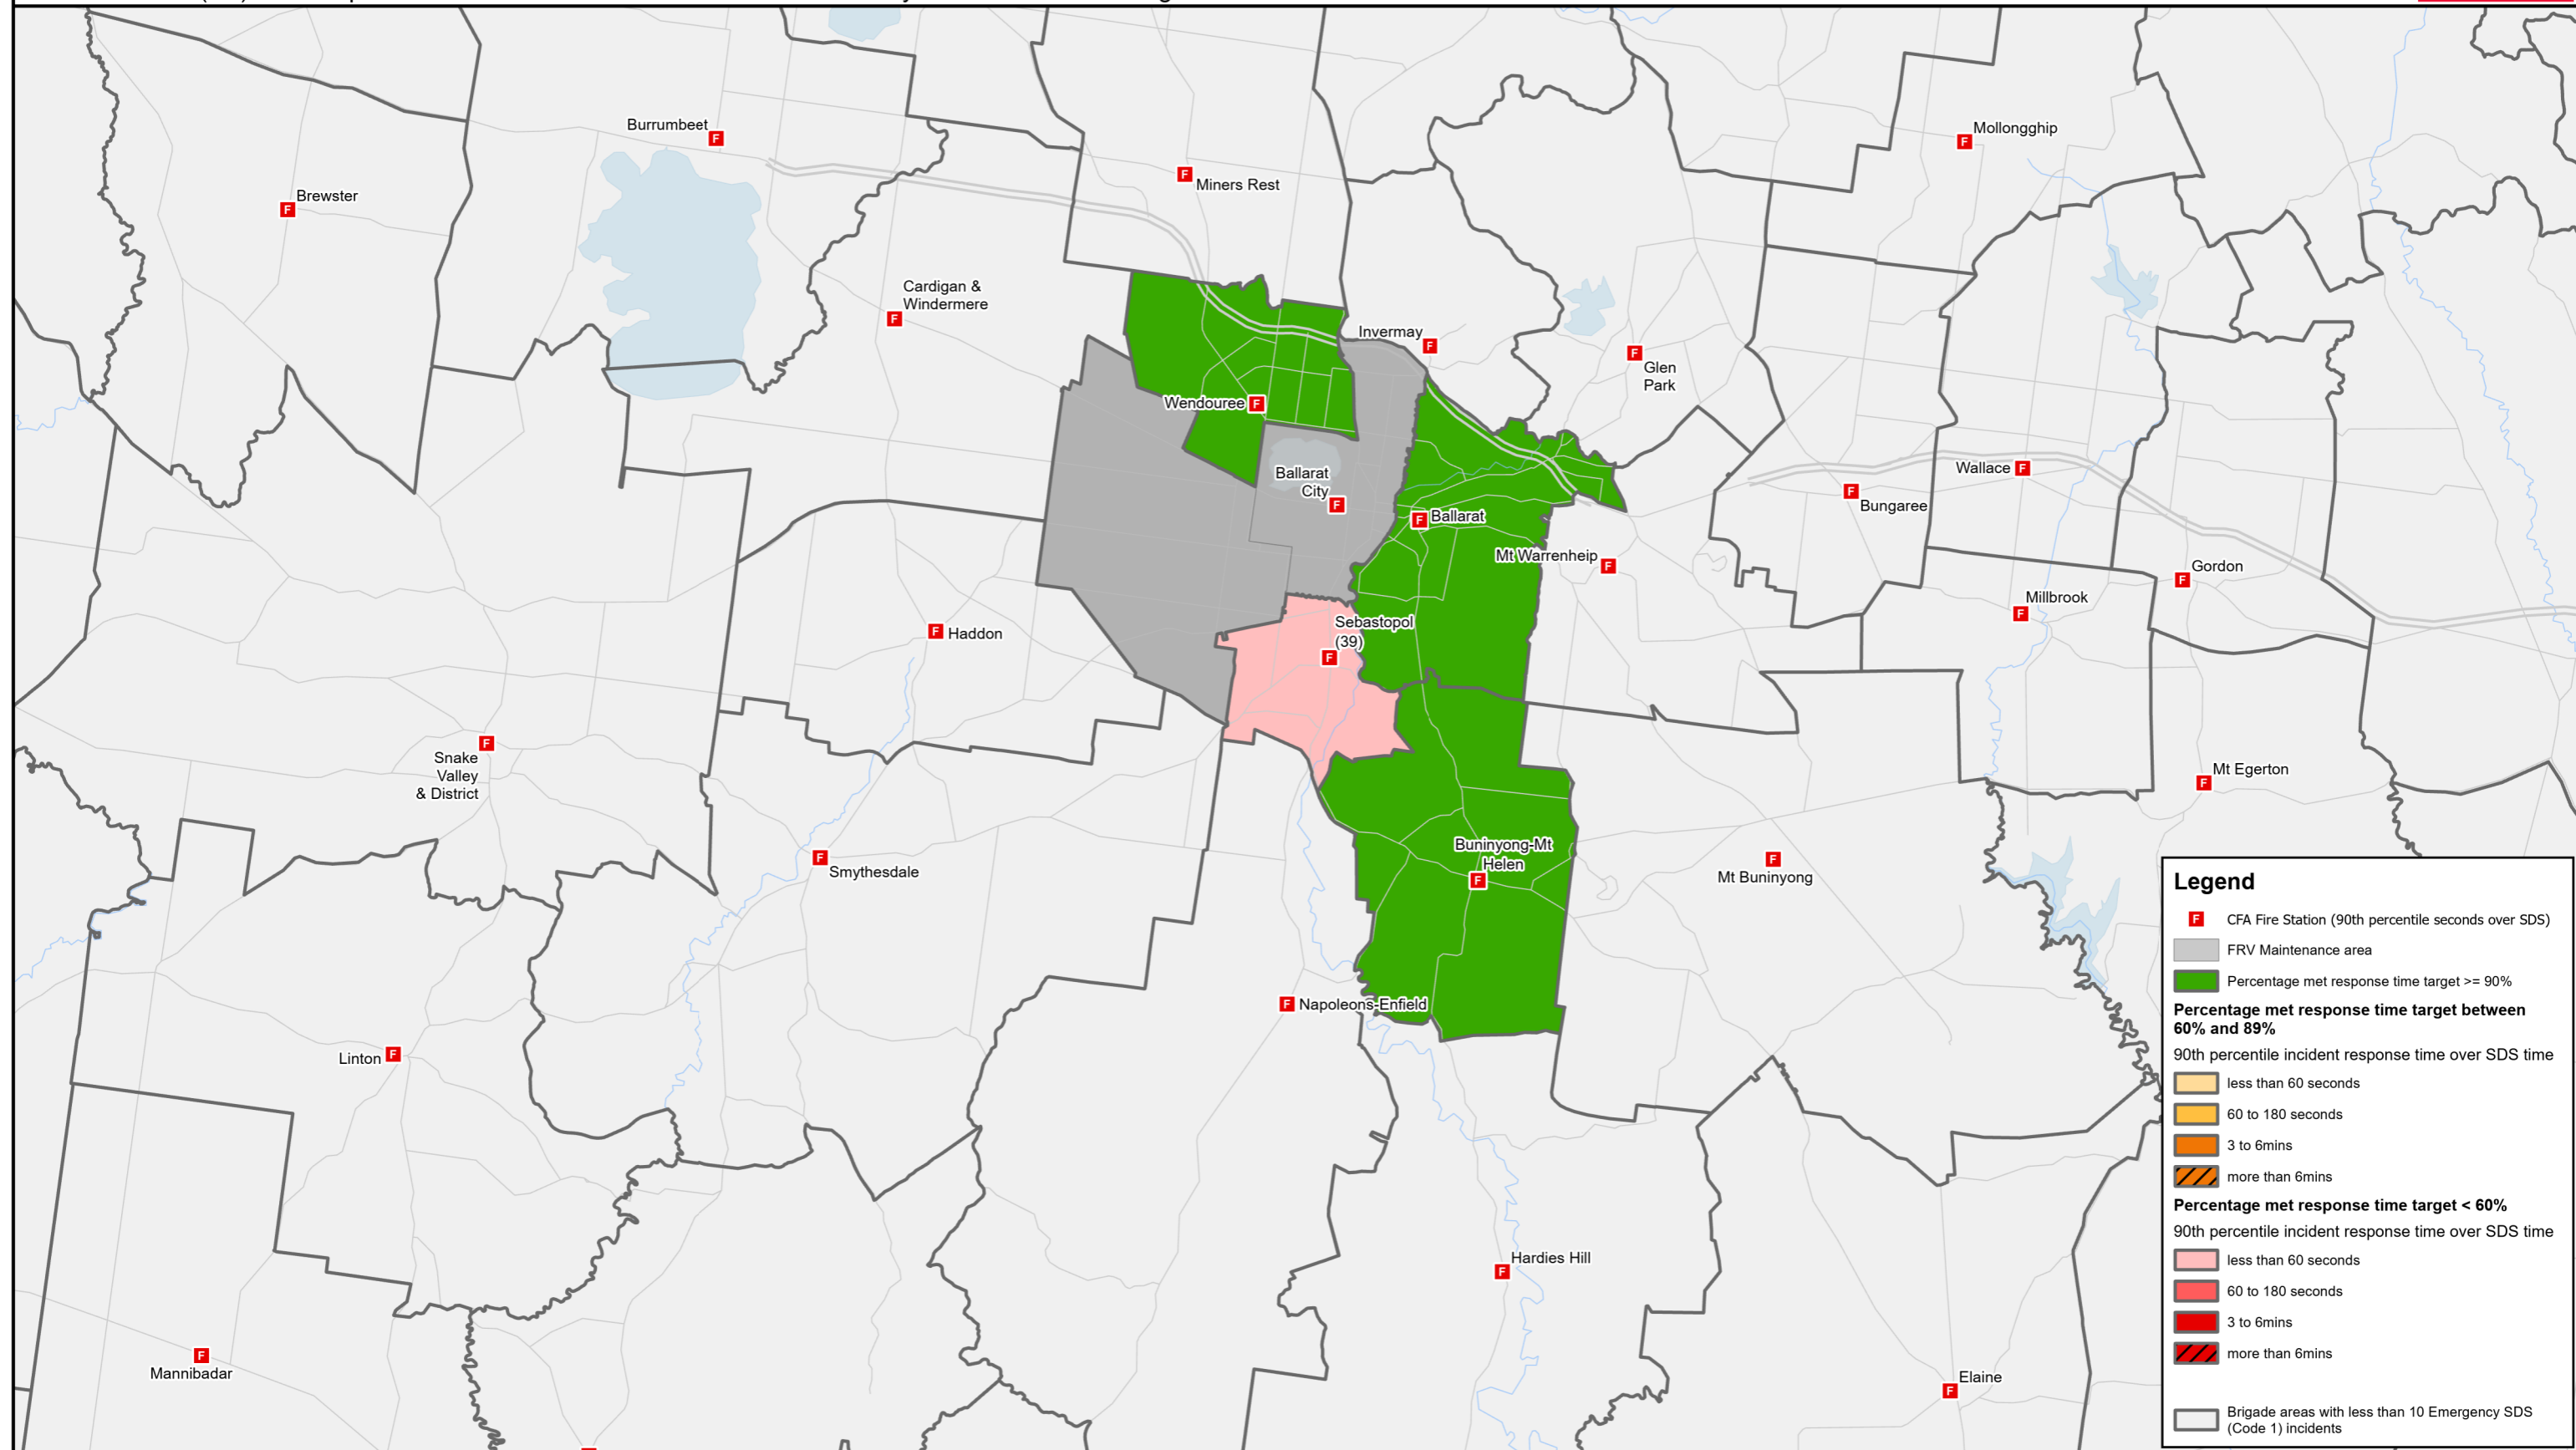 Burrumbeet
Mollongghip
Miners Rest
Brewster
Cardigan &
Windermere
Invermay
Glen
Park
Wendouree
Ballarat
City
Wallace
Bungaree
Ballarat
Mt Warrenheip
Gordon
Millbrook
Sebastopol
(39)
Haddon
Snake
Valley
& District
Mt Egerton
Buninyong-Mt
Helen
Smythesdale
Mt Buninyong
Napoleons-Enfield
Linton
Hardies Hill
Mannibadar
Elaine
Legend
F CFA Fire Station (90th percentile seconds over SDS)
FRV Maintenance area
Percentage met response time target >= 90%
Percentage met response time target between
60% and 89%
90th percentile incident response time over SDS time
less than 60 seconds
60 to 180 seconds
3 to 6mins
more than 6mins
Percentage met response time target < 60%
90th percentile incident response time over SDS time
less than 60 seconds
60 to 180 seconds
3 to 6mins
more than 6mins
Brigade areas with less than 10 Emergency SDS
(Code 1) incidents